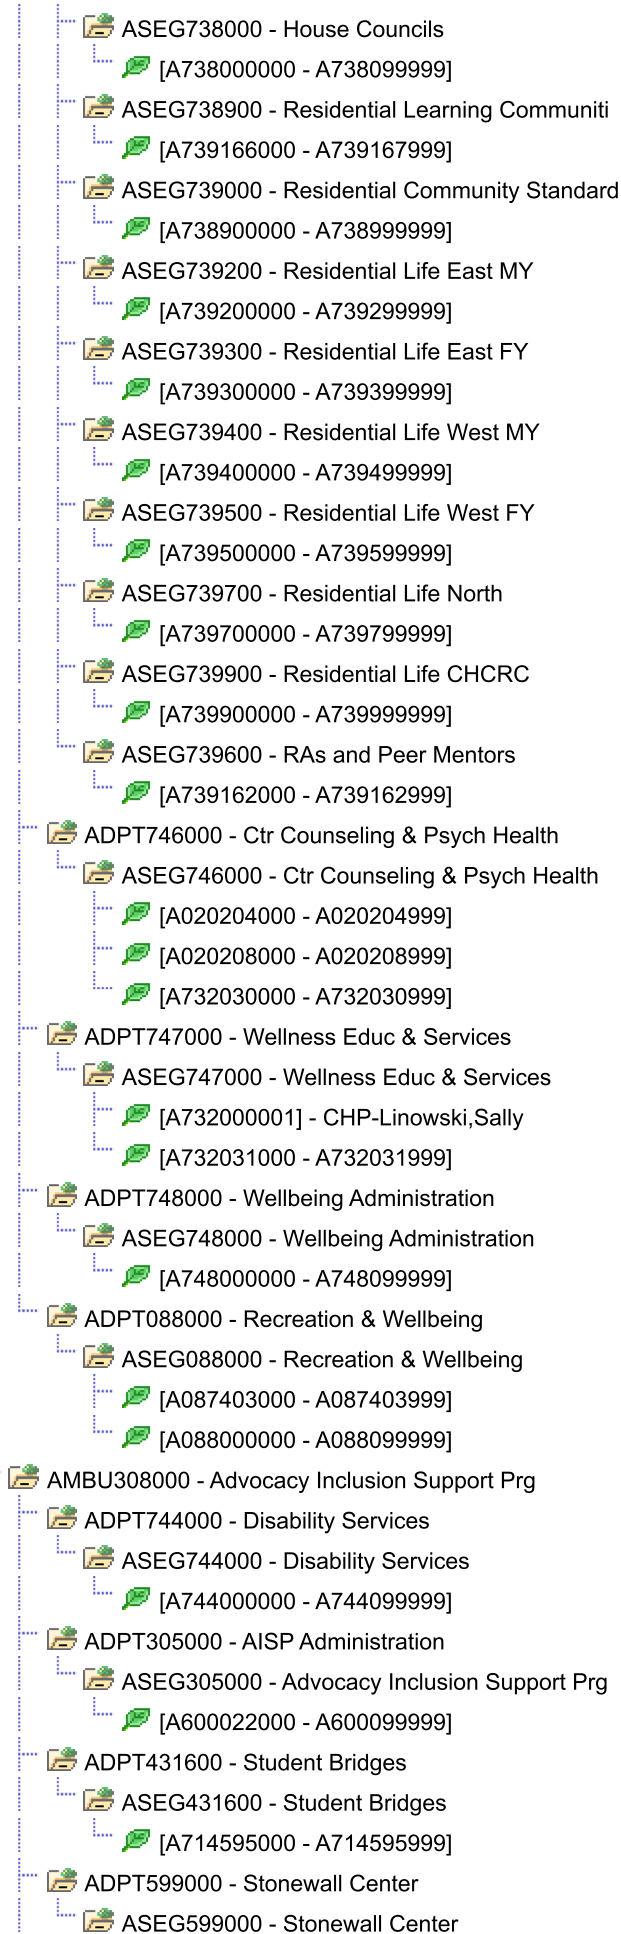 ASEG738000 - House Councils
[A738000000 - A738099999]
ASEG738900 - Residential Learning Communiti
[A739166000 - A739167999]
ASEG739000 - Residential Community Standard
[A738900000 - A738999999]
ASEG739200 - Residential Life East MY
[A739200000 - A739299999]
ASEG739300 - Residential Life East FY
[A739300000 - A739399999]
ASEG739400 - Residential Life West MY
[A739400000 - A739499999]
ASEG739500 - Residential Life West FY
[A739500000 - A739599999]
ASEG739700 - Residential Life North
[A739700000 - A739799999]
ASEG739900 - Residential Life CHCRC
[A739900000 - A739999999]
ASEG739600 - RAs and Peer Mentors
[A739162000 - A739162999]
ADPT746000 - Ctr Counseling & Psych Health
ASEG746000 - Ctr Counseling & Psych Health
[A020204000 - A020204999]
[A020208000 - A020208999]
[A732030000 - A732030999]
ADPT747000 - Wellness Educ & Services
ASEG747000 - Wellness Educ & Services
[A732000001] - CHP-Linowski,Sally
[A732031000 - A732031999]
ADPT748000 - Wellbeing Administration
ASEG748000 - Wellbeing Administration
[A748000000 - A748099999]
ADPT088000 - Recreation & Wellbeing
ASEG088000 - Recreation & Wellbeing
[A087403000 - A087403999]
[A088000000 - A088099999]
AMBU308000 - Advocacy Inclusion Support Prg
ADPT744000 - Disability Services
ASEG744000 - Disability Services
[A744000000 - A744099999]
ADPT305000 - AISP Administration
ASEG305000 - Advocacy Inclusion Support Prg
[A600022000 - A600099999]
ADPT431600 - Student Bridges
ASEG431600 - Student Bridges
[A714595000 - A714595999]
ADPT599000 - Stonewall Center
ASEG599000 - Stonewall Center